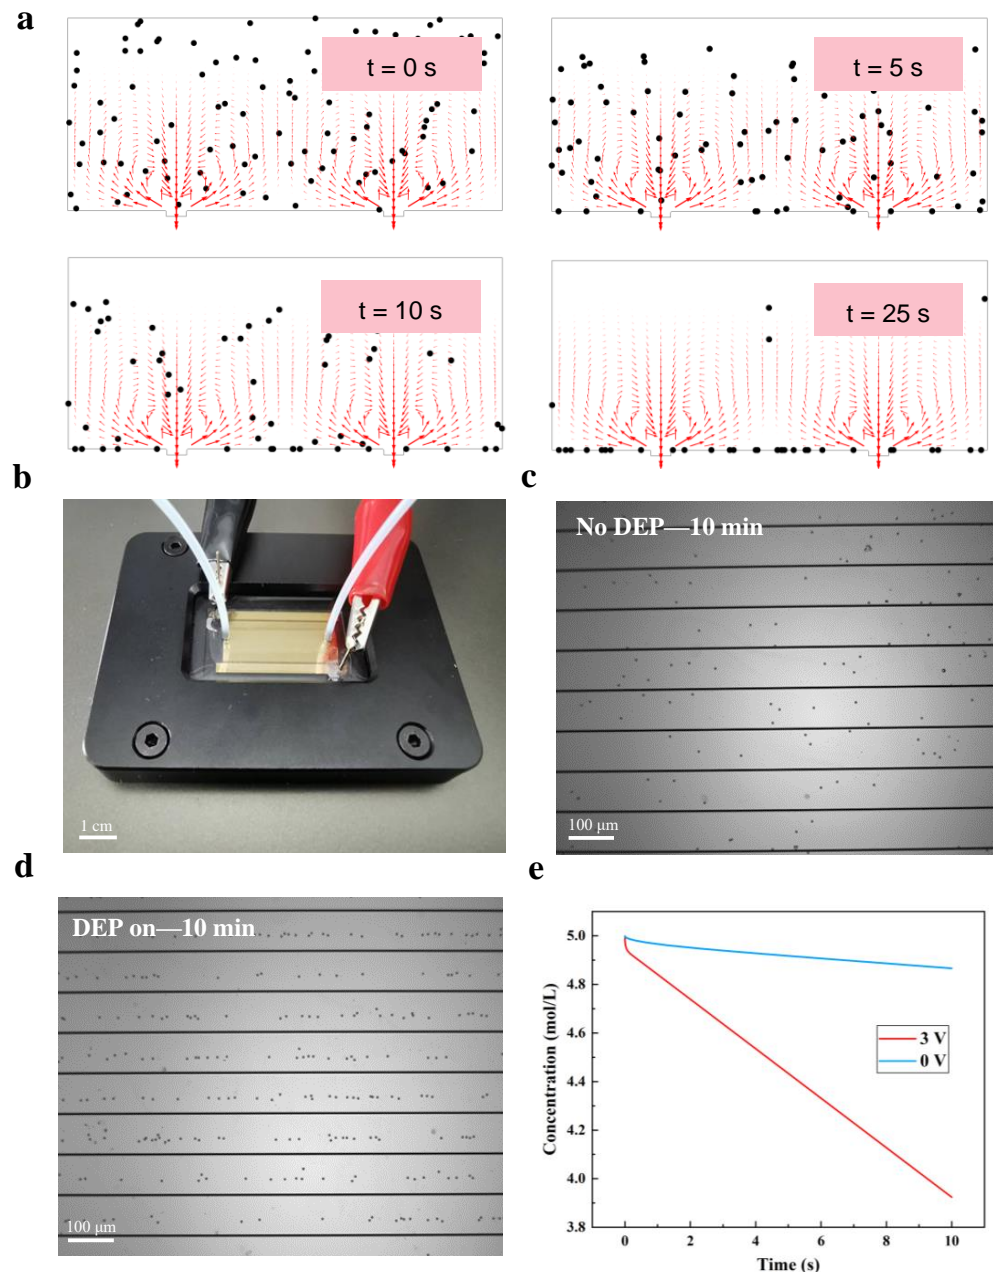 a
t = 0 s
t = 5 s
t = 10 s
t = 25 s
b
c
1 cm
No DEP—10 min
100 μm
d
e
DEP on—10 min
100 μm
Concentration (mol/L)
5.0
4.8
4.6
4.4
4.2
4.0
3.8
3 V
0 V
0
2
4
6
8
10
Time (s)